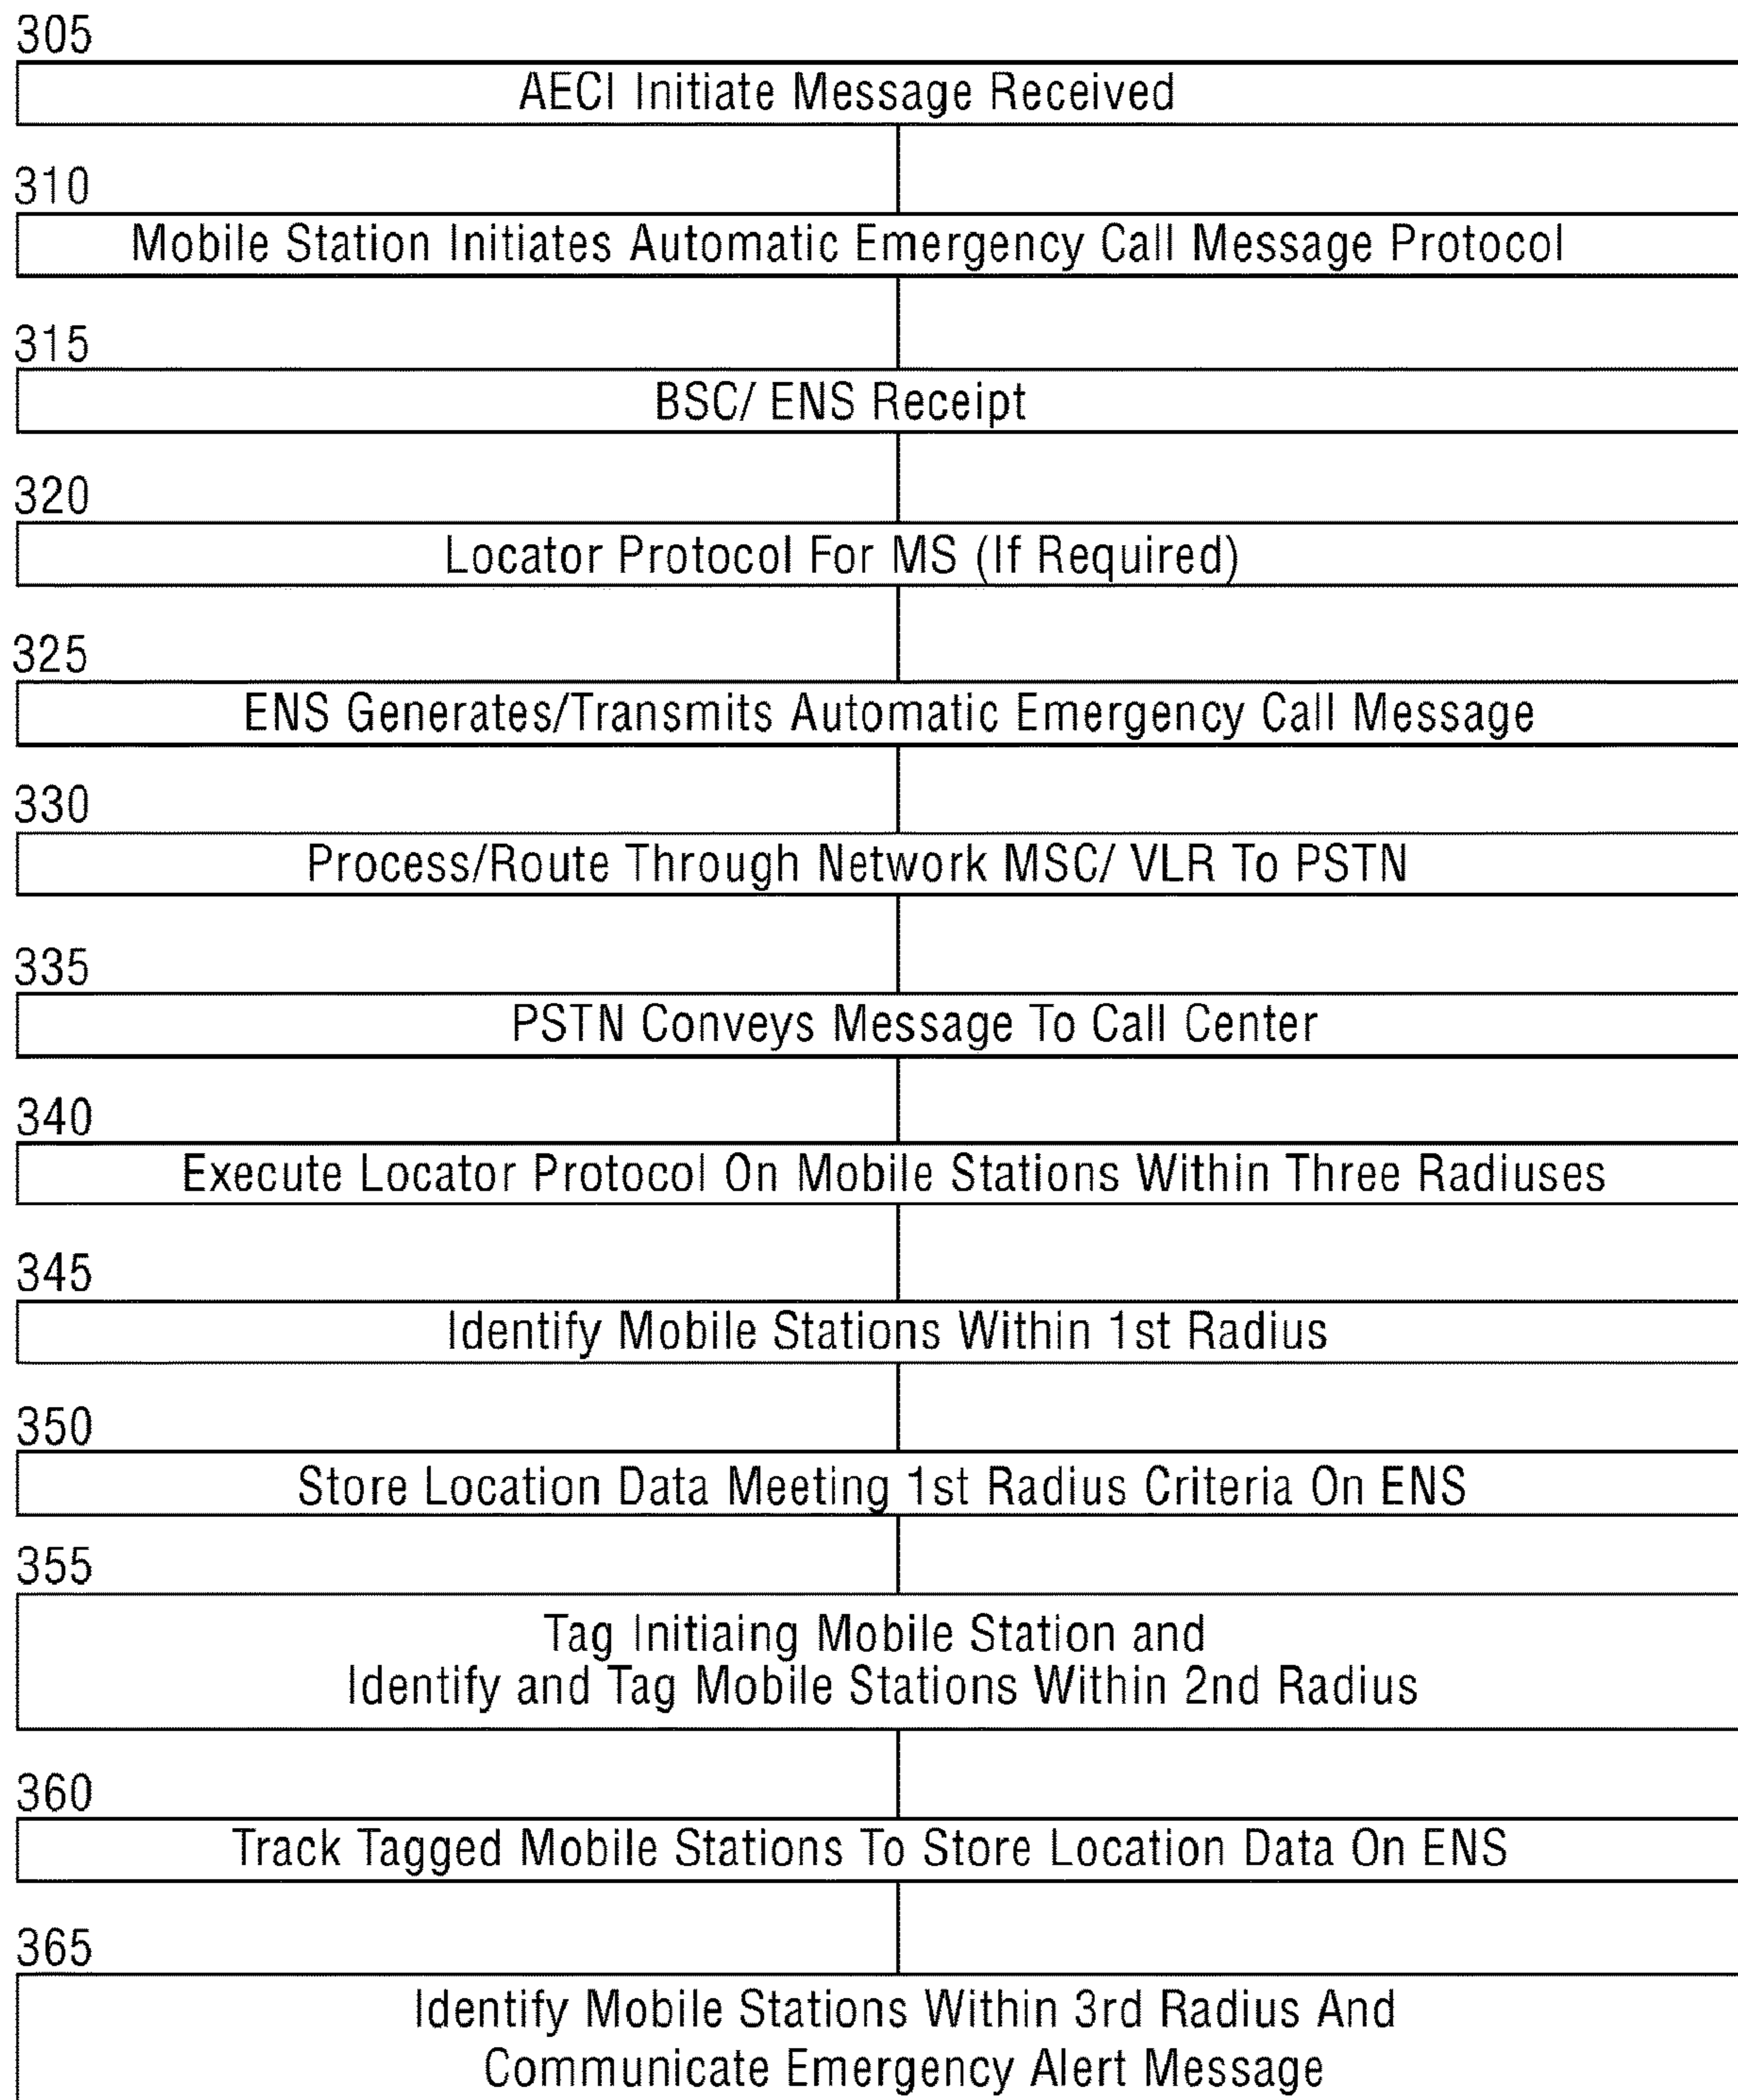 305
AECI Initiate Message Received
310
Mobile Station Initiates Automatic Emergency Call Message Protocol
315
BSC/ ENS Receipt
320
Locator Protocol For MS (If Required)
325
ENS Generates/Transmits Automatic Emergency Call Message
330
Process/Route Through Network MSC/ VLR To PSTN
335
PSTN Conveys Message To Call Center
340
Execute Locator Protocol On Mobile Stations Within Three Radiuses
345
Identify Mobile Stations Within 1st Radius
350
Store Location Data Meeting 1st Radius Criteria On ENS
355
Tag Initiaing Mobile Station and
Identify and Tag Mobile Stations Within 2nd Radius
360
Track Tagged Mobile Stations To Store Location Data On ENS
365
Identify Mobile Stations Within 3rd Radius And
Communicate Emergency Alert Message